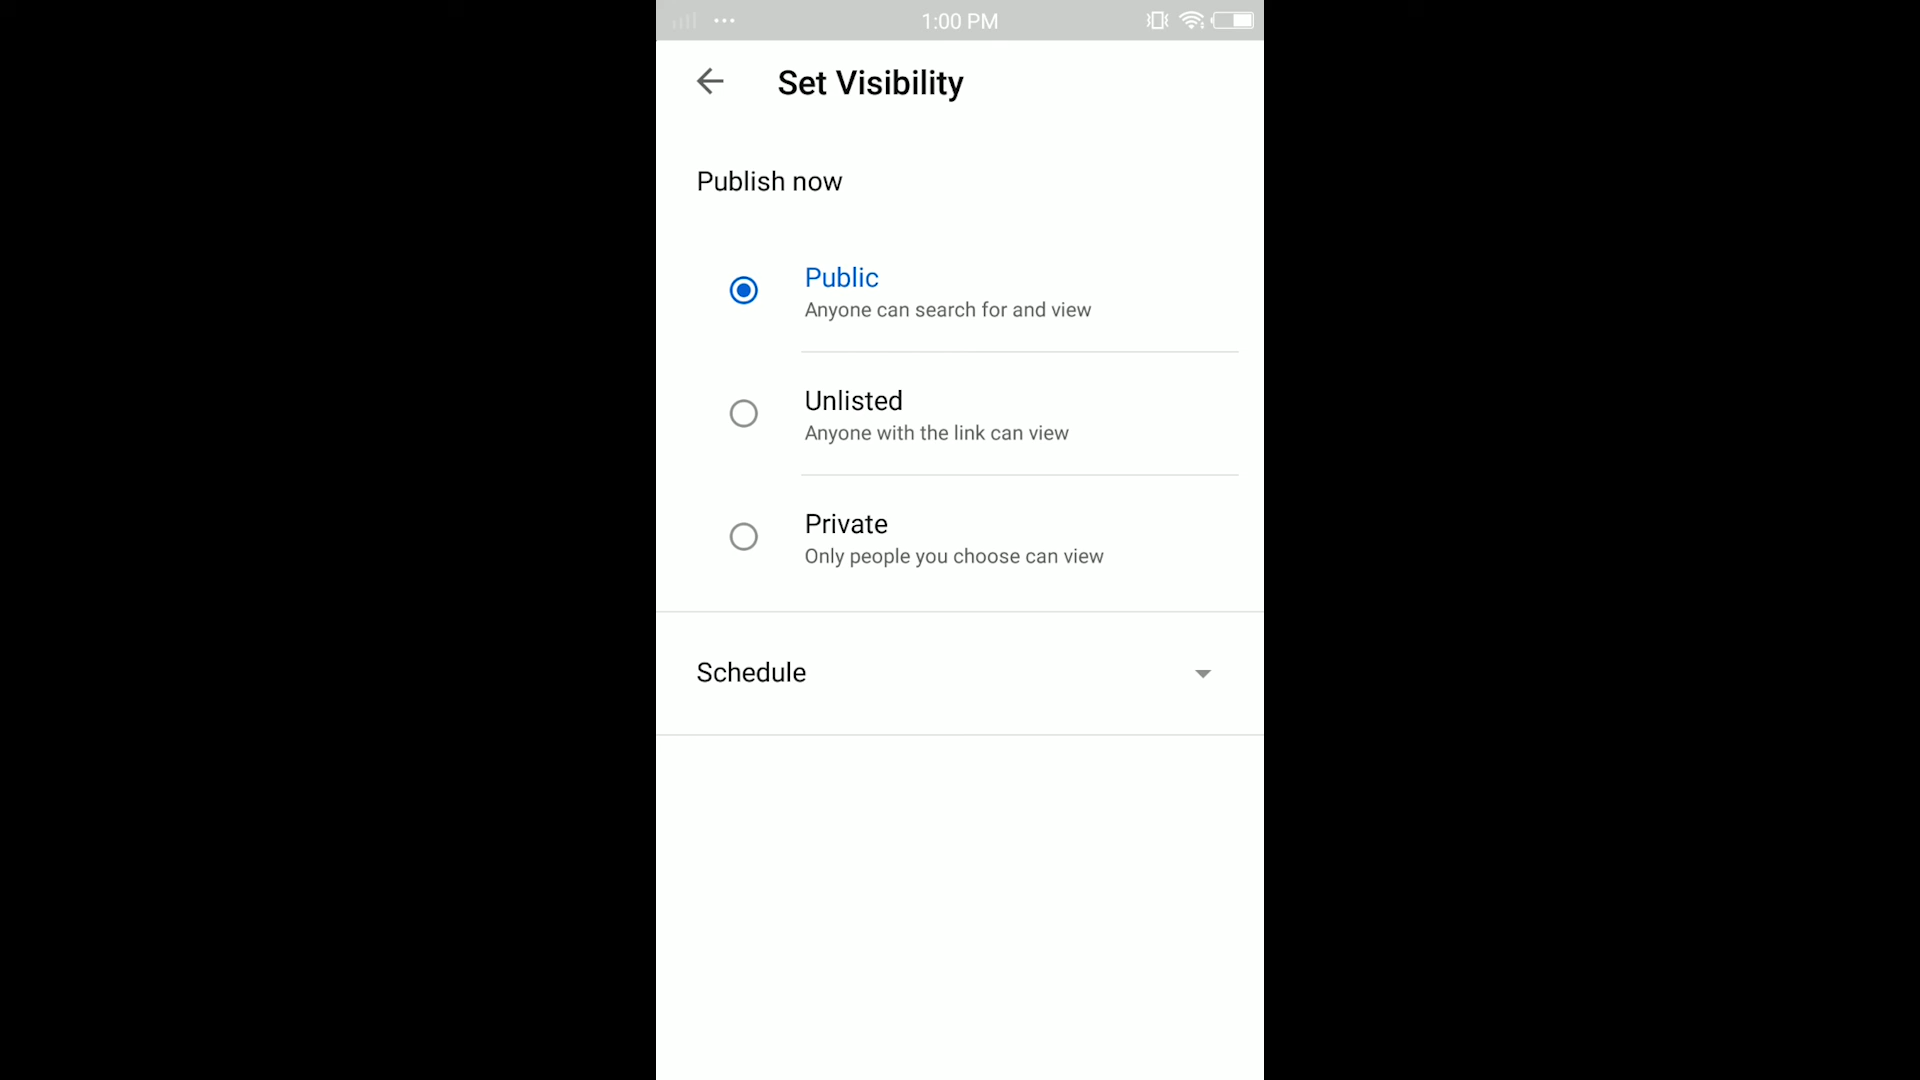 1:00 PM
Set Visibility
Publish now
Public
Anyone can search for and view
Unlisted
Anyone with the link can view
Private
Only people you choose can view
Schedule